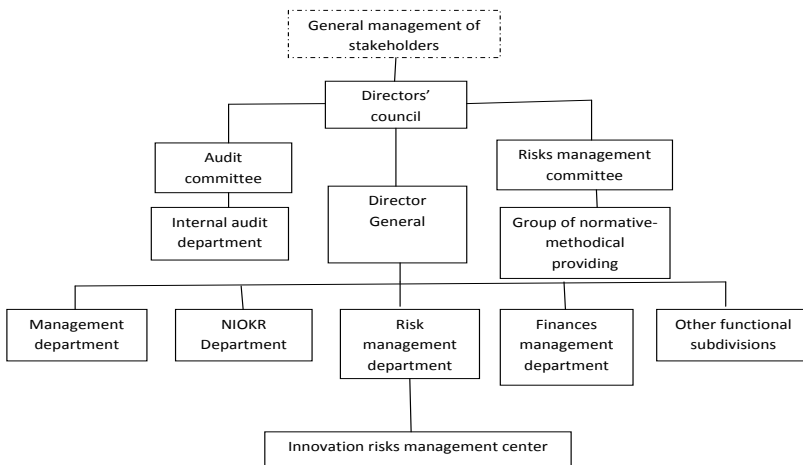 General management of
stakeholders
Directors'
council
Audit
committee
Risks management
committee
Director
General
Internal audit
department
Group of normative-
methodical
providing
Management
department
NIOKR
Department
Risk
management
department
Finances
management
department
Other functional
subdivisions
Innovation risks management center